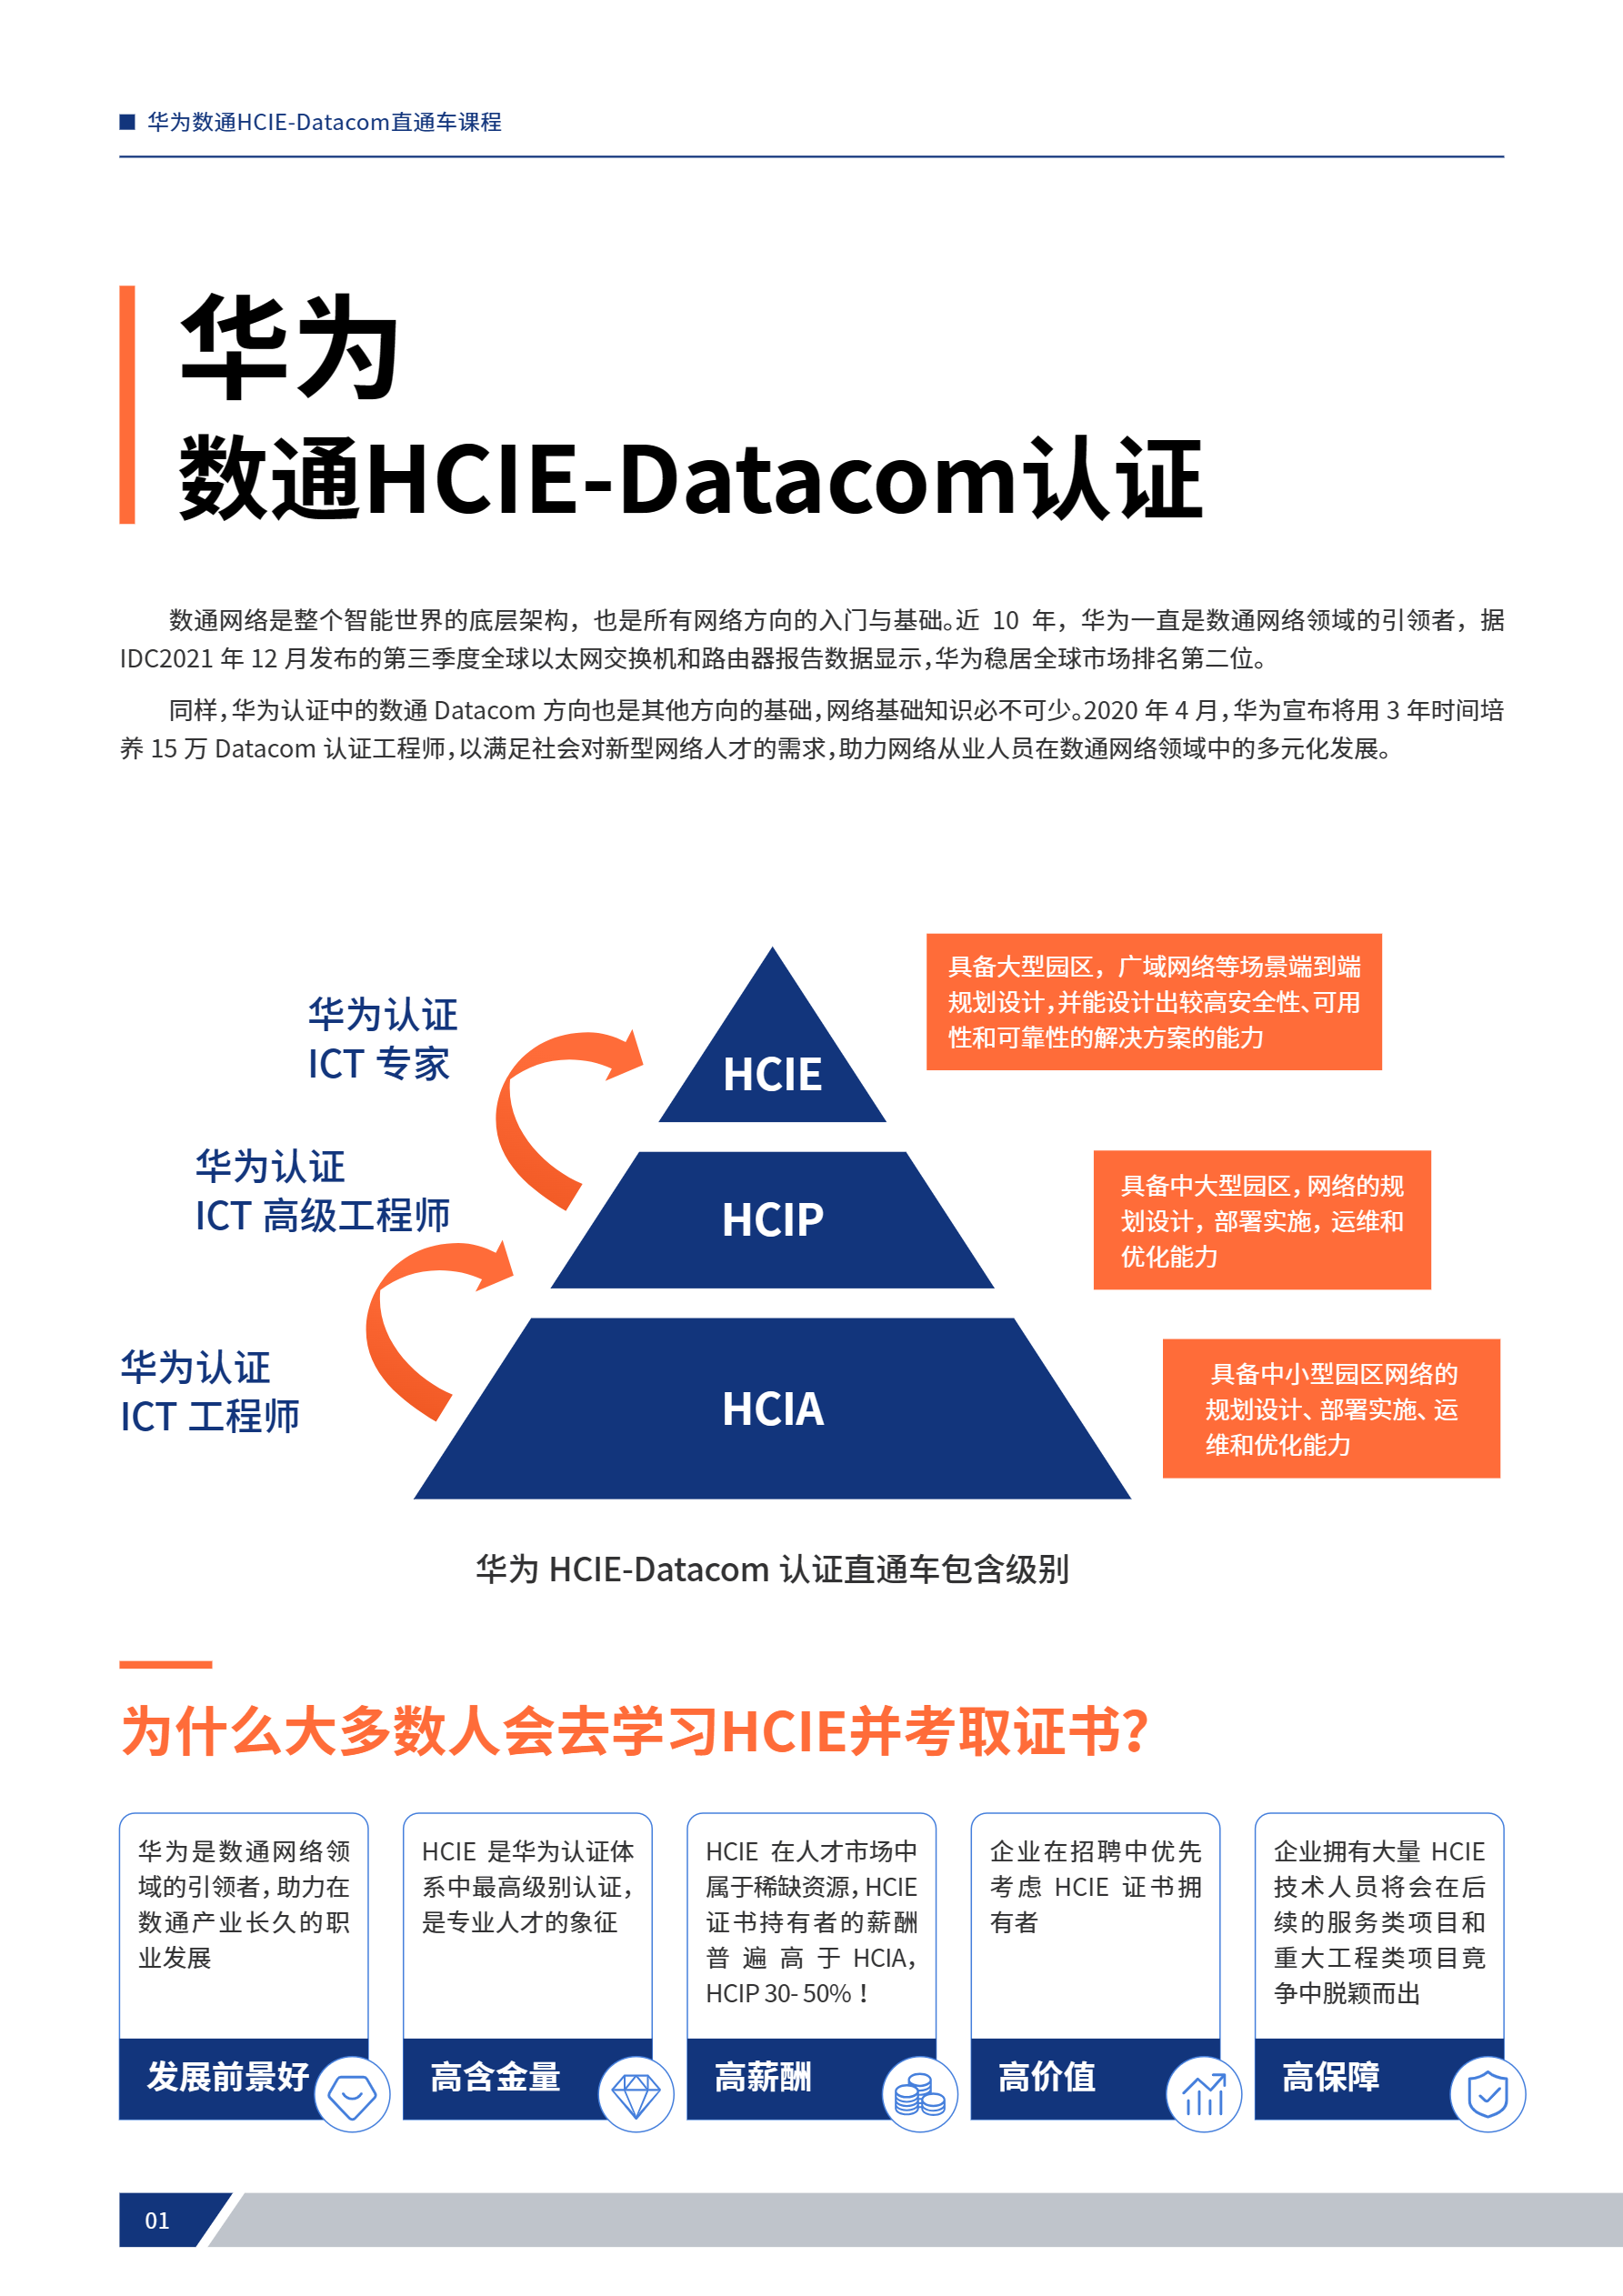 华为数通HCIE-Datacom直通车课程
华为
数通HCIE-Datacom认证
数通网络是整个智能世界的底层架构，也是所有网络方向的入门与基础。近 10 年，华为一直是数通网络领域的引领者，据
IDC2021 年 12 月发布的第三季度全球以太网交换机和路由器报告数据显示，华为稳居全球市场排名第二位。
同样，华为认证中的数通 Datacom 方向也是其他方向的基础，网络基础知识必不可少。2020 年 4 月，华为宣布将用 3 年时间培
养 15 万 Datacom 认证工程师，以满足社会对新型网络人才的需求，助力网络从业人员在数通网络领域中的多元化发展。
华为认证
ICT 专家
HCIE
具备大型园区，广域网络等场景端到端
规划设计，并能设计出较高安全性、可用
性和可靠性的解决方案的能力
华为认证
ICT 高级工程师
HCIP
具备中大型园区，网络的规
划设计，部署实施，运维和
优化能力
华为认证
ICT 工程师
HCIA
具备中小型园区网络的
规划设计、部署实施、运
维和优化能力
华为 HCIE-Datacom 认证直通车包含级别
为什么大多数人会去学习HCIE并考取证书?
华为是数通网络领
域的引领者，助力在
数通产业长久的职
业发展
发展前景好
HCIE 是华为认证体
系中最高级别认证，
是专业人才的象征
高含金量
HCIE 在人才市场中
属于稀缺资源，HCIE
证书持有者的薪酬
普遍高于 HCIA，
HCIP 30- 50%！
高薪酬
企业在招聘中优先
考虑 HCIE 证书拥
有者
高价值
企业拥有大量 HCIE
技术人员将会在后
续的服务类项目和
重大工程类项目竞
争中脱颖而出
高保障
01